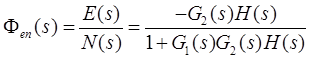 Φ_en(s) = E(s)/N(s) = -G_2(s)H(s)/(1+G_1(s)G_2(s)H(s))